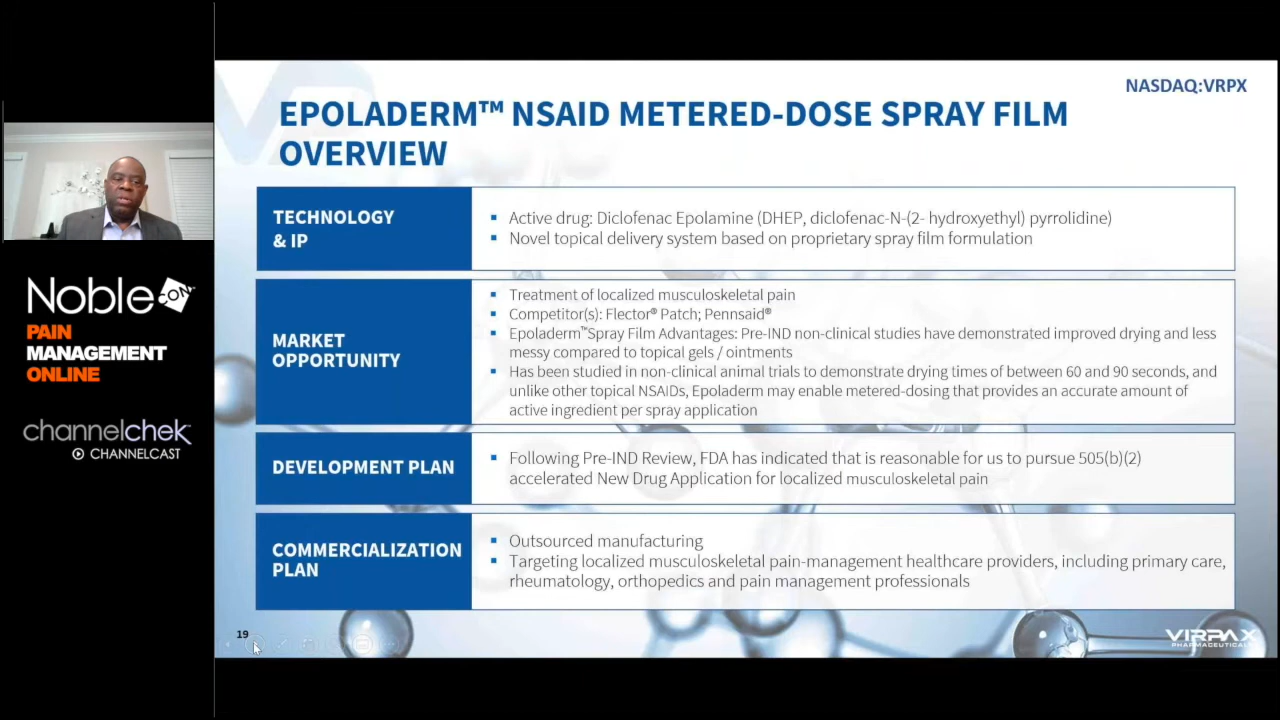 NASDAQ:VRPX
EPOLADERM™ NSAID METERED-DOSE SPRAY FILM
OVERVIEW
TECHNOLOGY
& IP
▪ Active drug: Diclofenac Epolamine (DHEP, diclofenac-N-(2- hydroxyethyl) pyrrolidine)
▪ Novel topical delivery system based on proprietary spray film formulation
MARKET
OPPORTUNITY
▪ Treatment of localized musculoskeletal pain
▪ Competitor(s): Flector® Patch; Pennsaid®
▪ Epoladerm™Spray Film Advantages: Pre-IND non-clinical studies have demonstrated improved drying and less
messy compared to topical gels / ointments
▪ Has been studied in non-clinical animal trials to demonstrate drying times of between 60 and 90 seconds, and
unlike other topical NSAIDs, Epoladerm may enable metered-dosing that provides an accurate amount of
active ingredient per spray application
DEVELOPMENT PLAN
▪ Following Pre-IND Review, FDA has indicated that is reasonable for us to pursue 505(b)(2)
accelerated New Drug Application for localized musculoskeletal pain
COMMERCIALIZATION
PLAN
▪ Outsourced manufacturing
▪ Targeting localized musculoskeletal pain-management healthcare providers, including primary care,
rheumatology, orthopedics and pain management professionals
19
VIRPAX
PHARMACEUTICALS
Noble CON
PAIN
MANAGEMENT
ONLINE
channelchek
CHANNELCAST